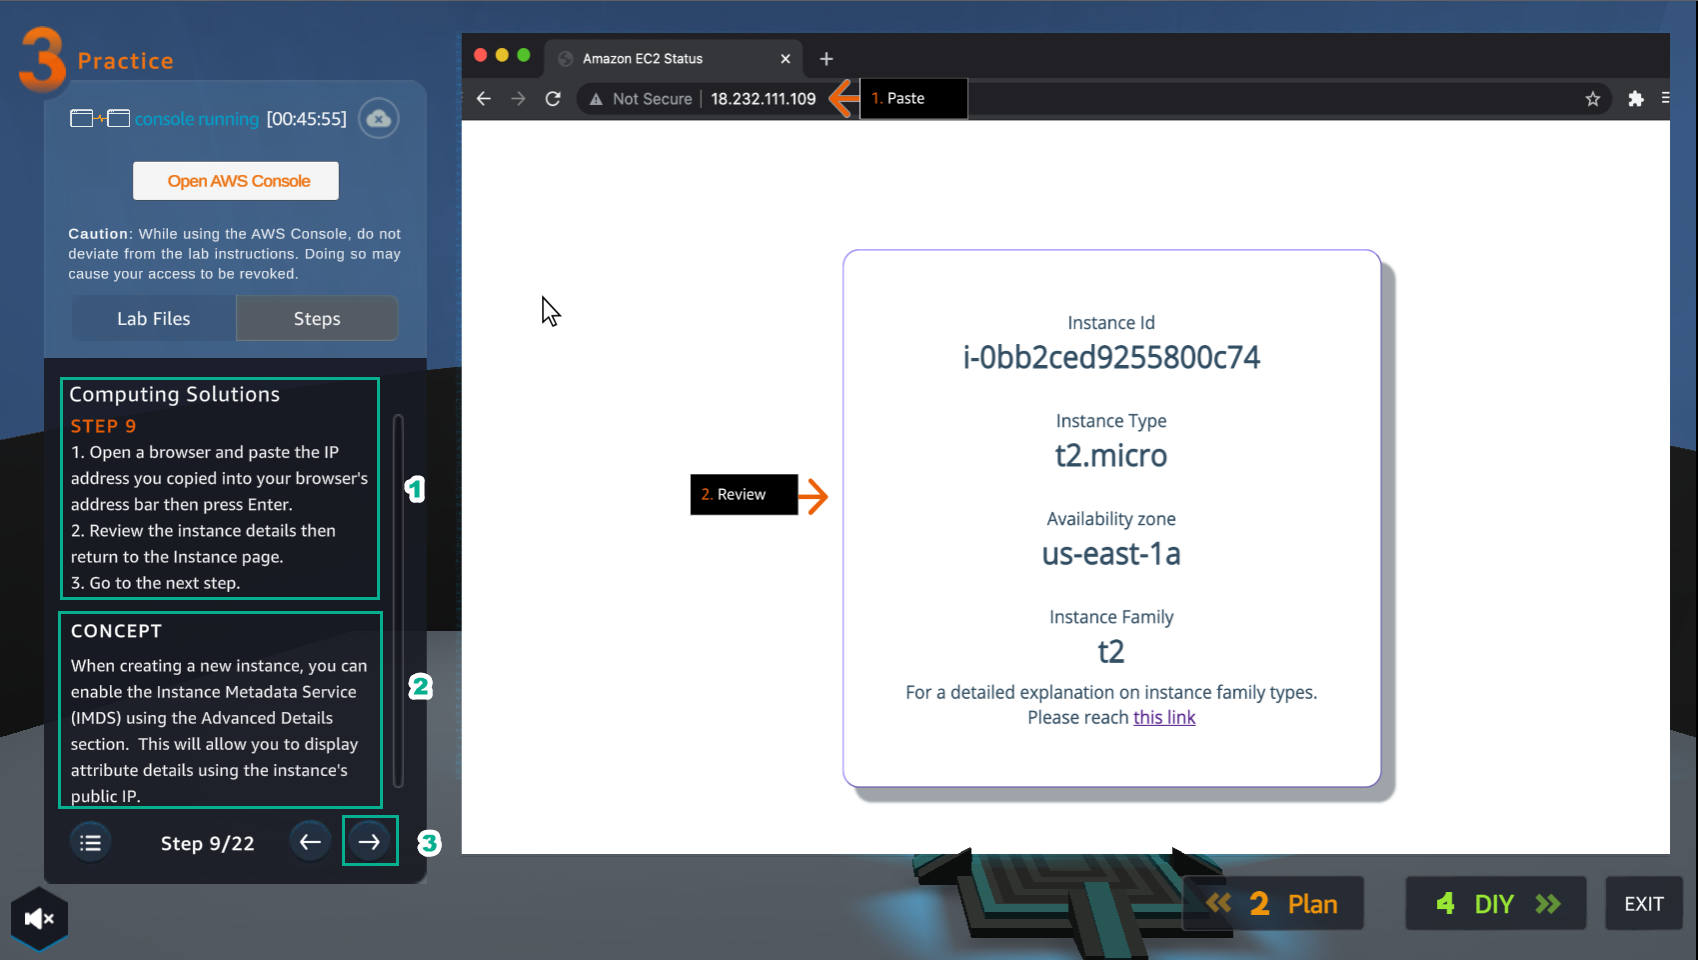 3 Practice
console running [00:45:55]
Open AWS Console
Caution: While using the AWS Console, do not
deviate from the lab instructions. Doing so may
cause your access to be revoked.
Lab Files
Steps
Computing Solutions
STEP 9
1. Open a browser and paste the IP
address you copied into your browser's
address bar then press Enter.
2. Review the instance details then
return to the Instance page.
3. Go to the next step.
1
CONCEPT
When creating a new instance, you can
enable the Instance Metadata Service
(IMDS) using the Advanced Details
section. This will allow you to display
attribute details using the instance's
public IP.
2
Step 9/22
3
Amazon EC2 Status
Not Secure | 18.232.111.109
1. Paste
Instance Id
i-0bb2ced9255800c74
Instance Type
t2.micro
2. Review
Availability zone
us-east-1a
Instance Family
t2
For a detailed explanation on instance family types.
Please reach this link
2 Plan
4 DIY
EXIT